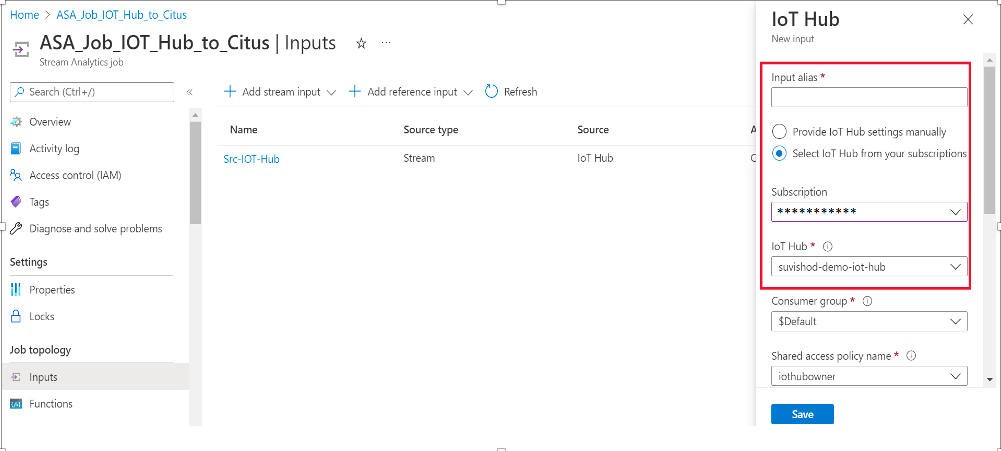 Home > ASA_Job_IOT_Hub_to_Citus
ASA_Job_IOT_Hub_to_Citus | Inputs
Stream Analytics job
Search (Ctrl+/)
Overview
Activity log
Access control (IAM)
Tags
Diagnose and solve problems
Settings
Properties
Locks
Job topology
Inputs
Functions
Add stream input
Add reference input
Refresh
Name Source type Source
Src-IOT-Hub Stream IoT Hub
IoT Hub
New input
Input alias *
Provide IoT Hub settings manually
Select IoT Hub from your subscriptions
Subscription
***********
IoT Hub *
suvishod-demo-iot-hub
Consumer group *
$Default
Shared access policy name *
iothubowner
Save